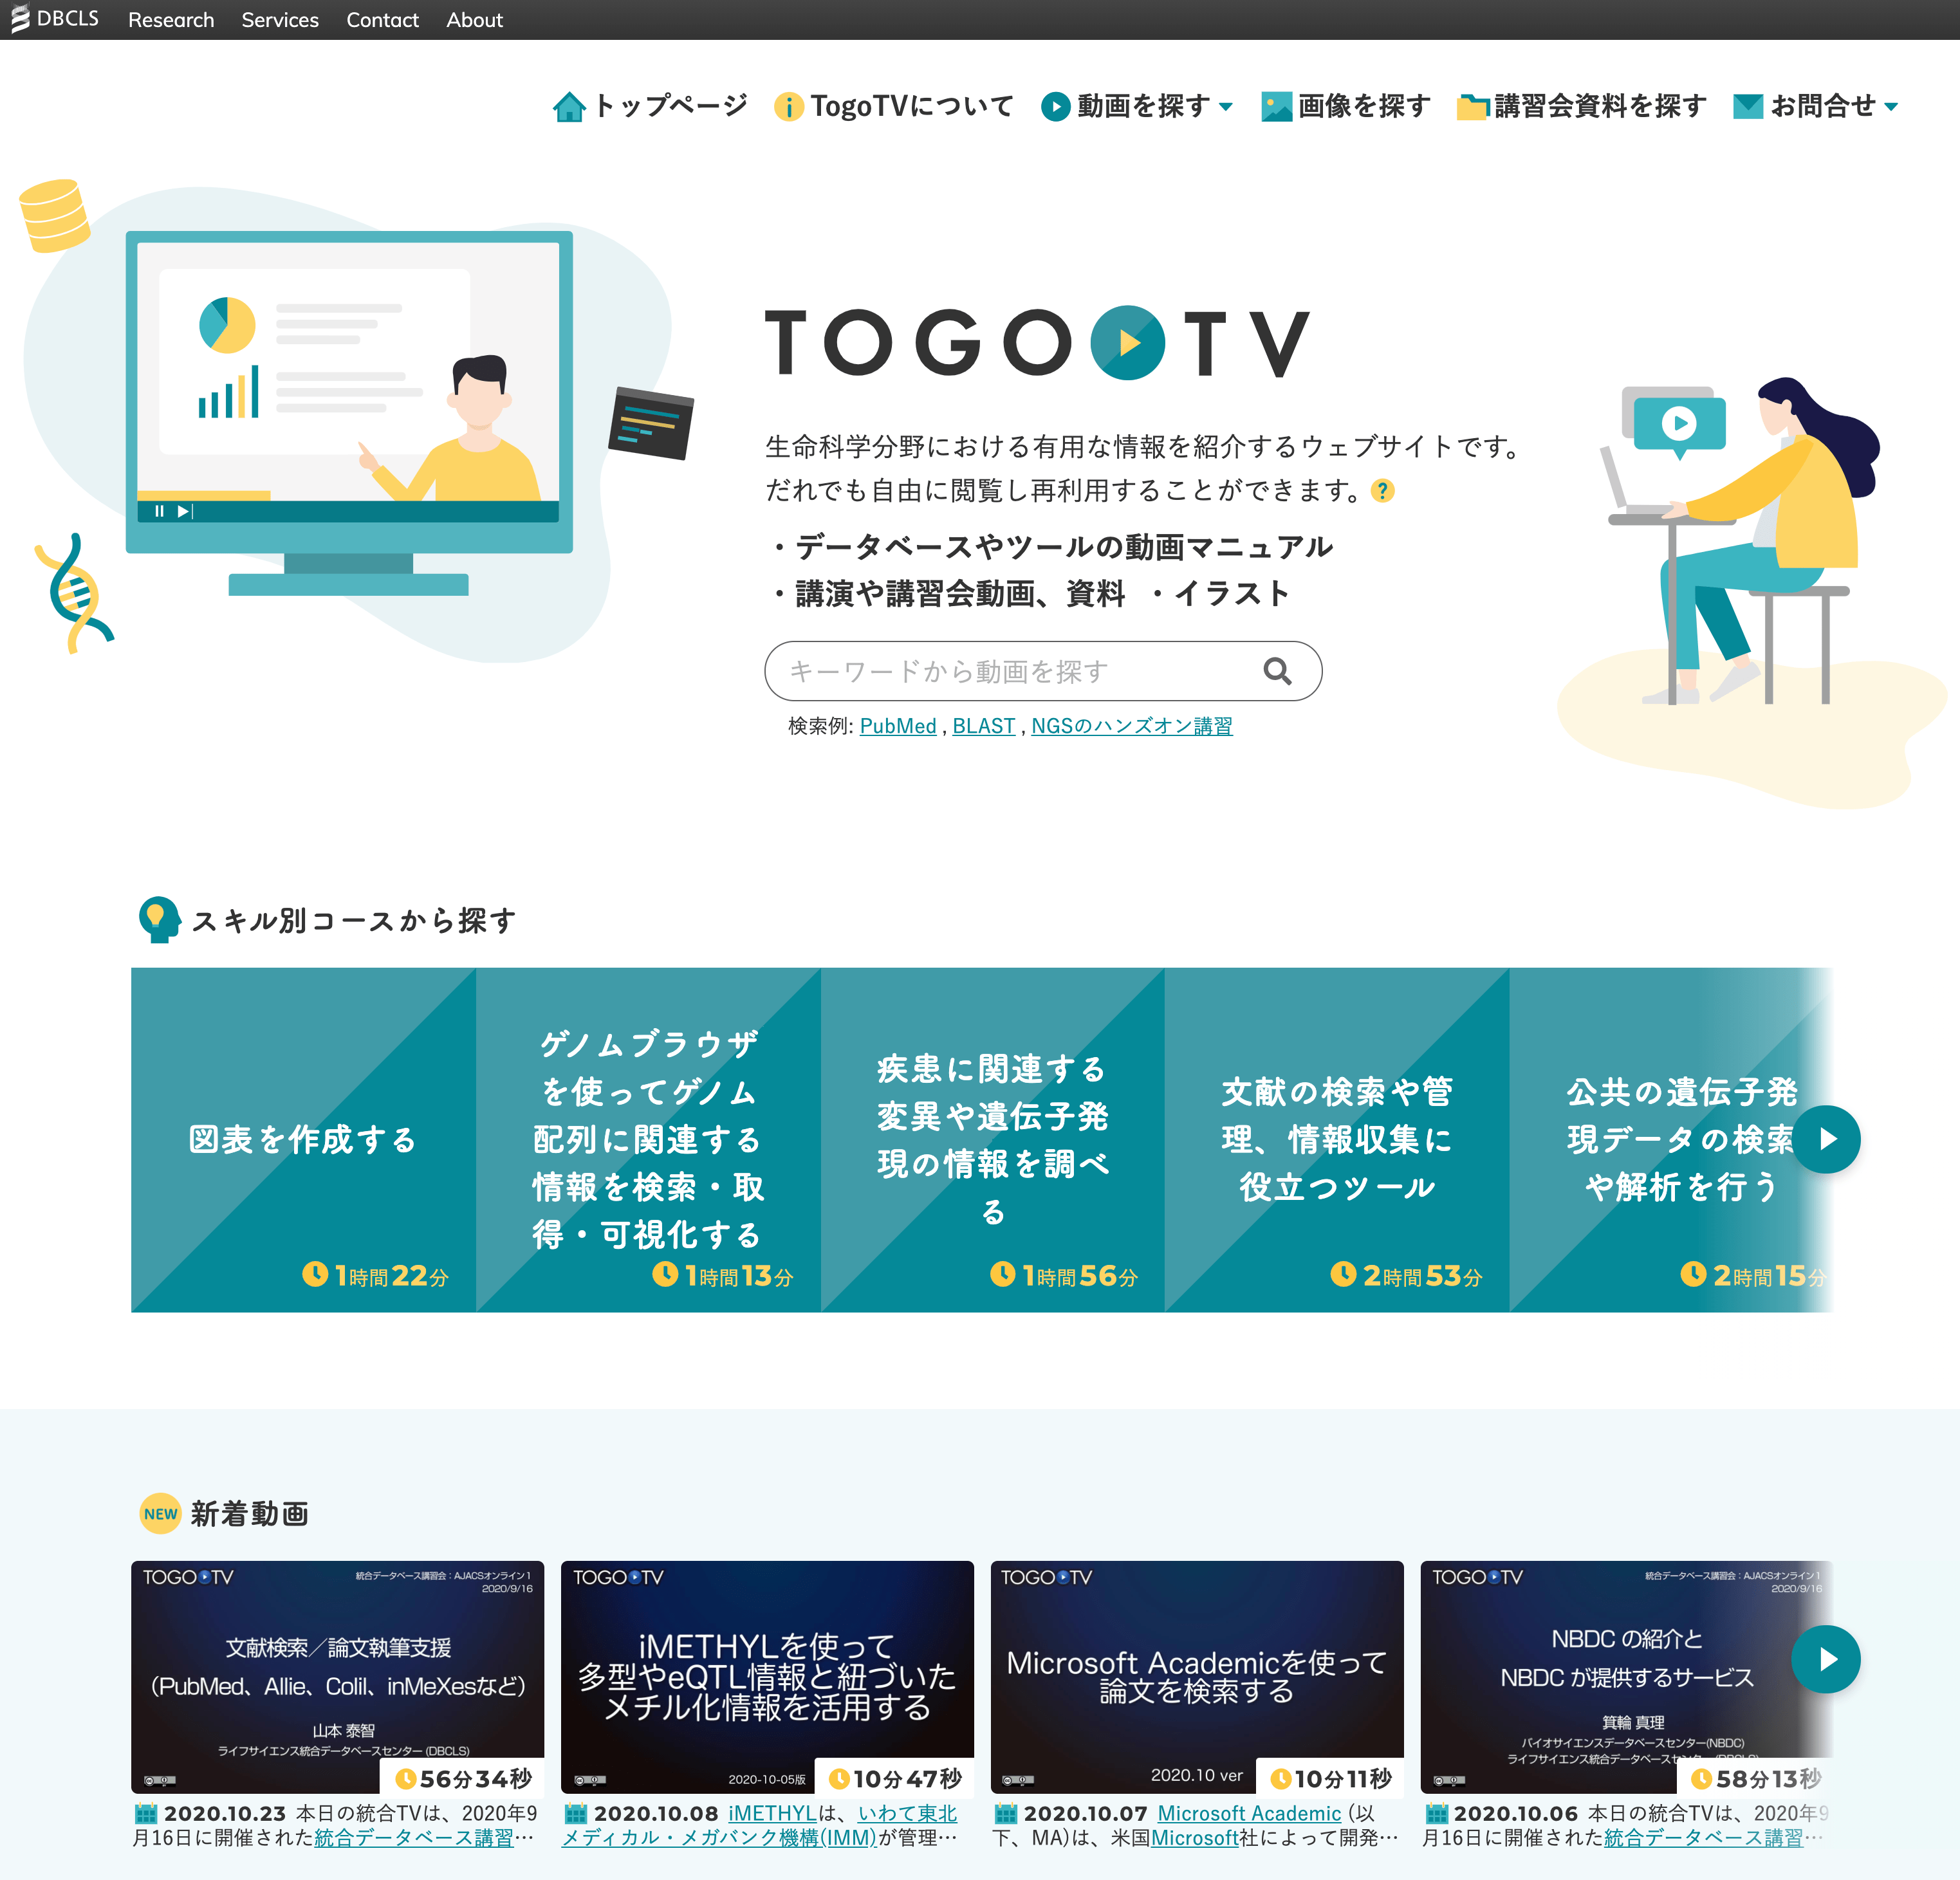 DBCLS Research Services Contact About
トップページ TogoTVについて 動画を探す 画像を探す 講習会資料を探す お問合せ
TOGO TV
生命科学分野における有用な情報を紹介するウェブサイトです。
だれでも自由に閲覧し再利用することができます。?
・データベースやツールの動画マニュアル
・講演や講習会動画、資料 ・イラスト
キーワードから動画を探す
検索例: PubMed , BLAST , NGSのハンズオン講習
スキル別コースから探す
図表を作成する
1時間22分
ゲノムブラウザ
を使ってゲノム
配列に関連する
情報を検索・取
得・可視化する
1時間13分
疾患に関連する
変異や遺伝子発
現の情報を調べ
る
1時間56分
文献の検索や管
理、情報収集に
役立つツール
2時間53分
公共の遺伝子発
現データの検索
や解析を行う
2時間15分
NEW 新着動画
TOGO TV 統合データベース講習会：AJACSオンライン1
2020/9/16
文献検索／論文執筆支援
（PubMed、Allie、Colil、inMeXesなど）
山本 泰智
ライフサイエンス統合データベースセンター (DBCLS)
56分34秒
2020.10.23 本日の統合TVは、2020年9
月16日に開催された統合データベース講習…
TOGO TV
iMETHYLを使って
多型やeQTL情報と紐づいた
メチル化情報を活用する
2020-10-05版
10分47秒
2020.10.08 iMETHYLは、いわて東北
メディカル・メガバンク機構(IMM)が管理…
TOGO TV
Microsoft Academicを使って
論文を検索する
2020.10 ver
10分11秒
2020.10.07 Microsoft Academic (以
下、MA)は、米国Microsoft社によって開発…
TOGO TV 統合データベース講習会：AJACSオンライン1
2020/9/16
NBDC の紹介と
NBDC が提供するサービス
箕輪 真理
バイオサイエンスデータベースセンター(NBDC)
ライフサイエンス統合データベースセンター (DBCLS)
58分13秒
2020.10.06 本日の統合TVは、2020年9
月16日に開催された統合データベース講習…